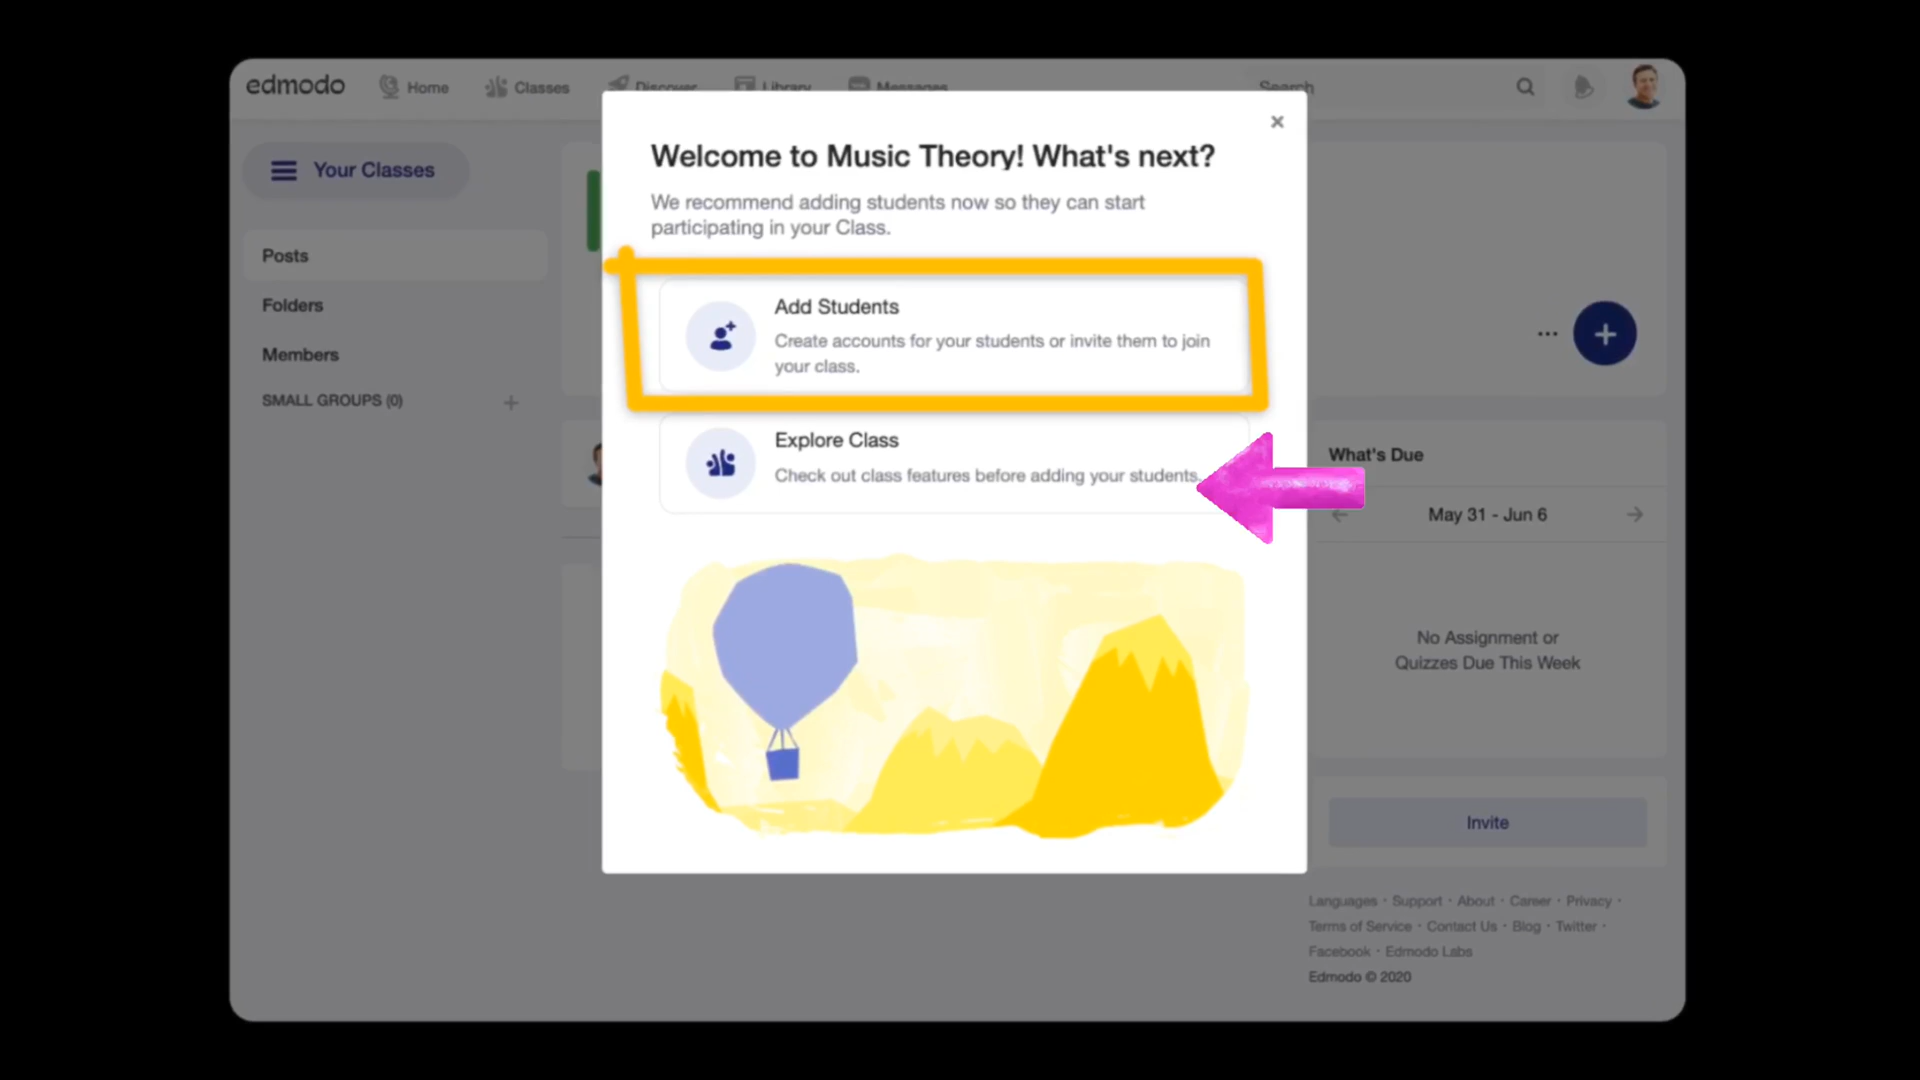 edmodo
Home
Classes
Discover
Library
Messages
Search
Your Classes
Posts
Folders
Members
SMALL GROUPS (0)
Welcome to Music Theory! What's next?
We recommend adding students now so they can start
participating in your Class.
Add Students
Create accounts for your students or invite them to join
your class.
Explore Class
Check out class features before adding your students.
What's Due
May 31 - Jun 6
No Assignment or
Quizzes Due This Week
Invite
Languages · Support · About · Career · Privacy ·
Terms of Service · Contact Us · Blog · Twitter ·
Facebook · Edmodo Labs
Edmodo © 2020